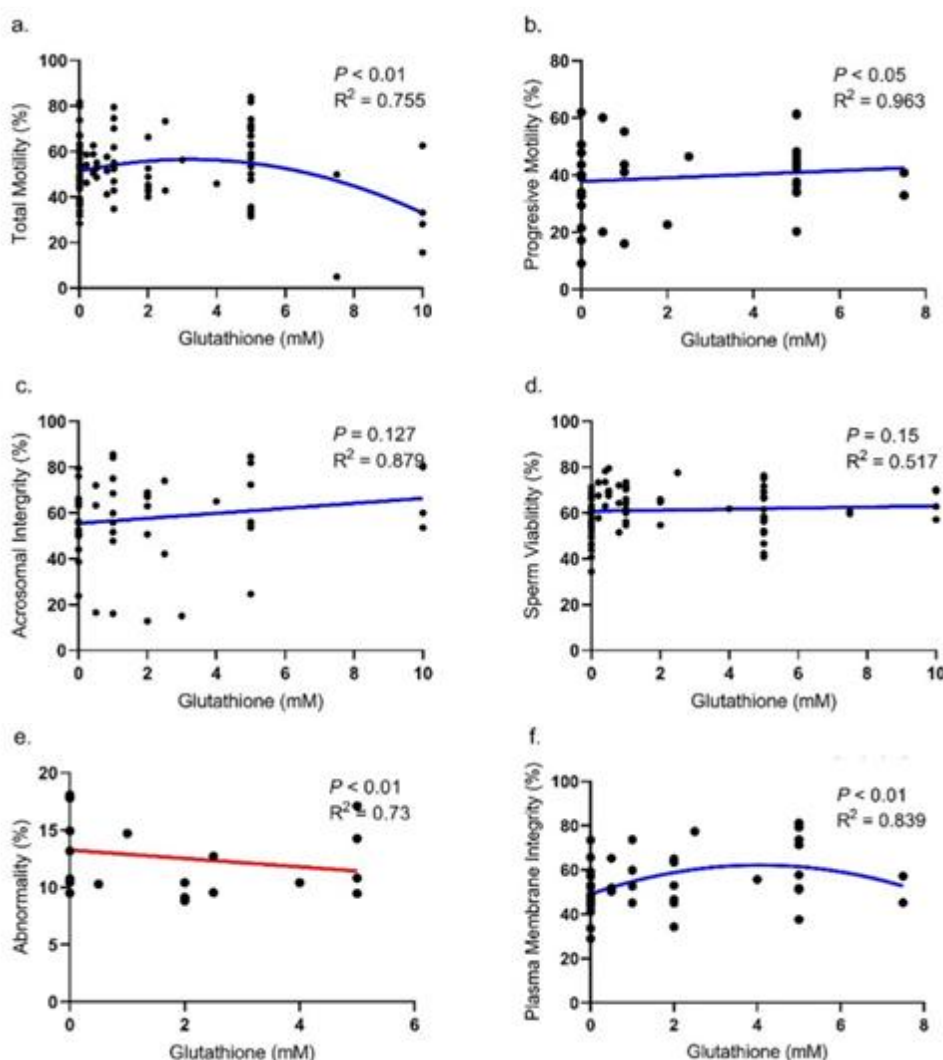 a.
P < 0.01
R² = 0.755
Total Motility (%)
100
80
60
40
20
0
0 2 4 6 8 10
Glutathione (mM)
b.
P < 0.05
R² = 0.963
Progresive Motility (%)
80
60
40
20
0
0 2 4 6 8
Glutathione (mM)
c.
P = 0.127
R² = 0.879
Acrosomal Intergrity (%)
100
80
60
40
20
0
0 2 4 6 8 10
Glutathione (mM)
d.
P = 0.15
R² = 0.517
Sperm Viablitity (%)
100
80
60
40
20
0
0 2 4 6 8 10
Glutathione (mM)
e.
P < 0.01
R² = 0.73
Abnormality (%)
20
15
10
5
0
0 2 4 6
Glutathione (mM)
f.
P < 0.01
R² = 0.839
Plasma Membrane Integrity (%)
100
80
60
40
20
0
0 2 4 6 8
Glutathione (mM)